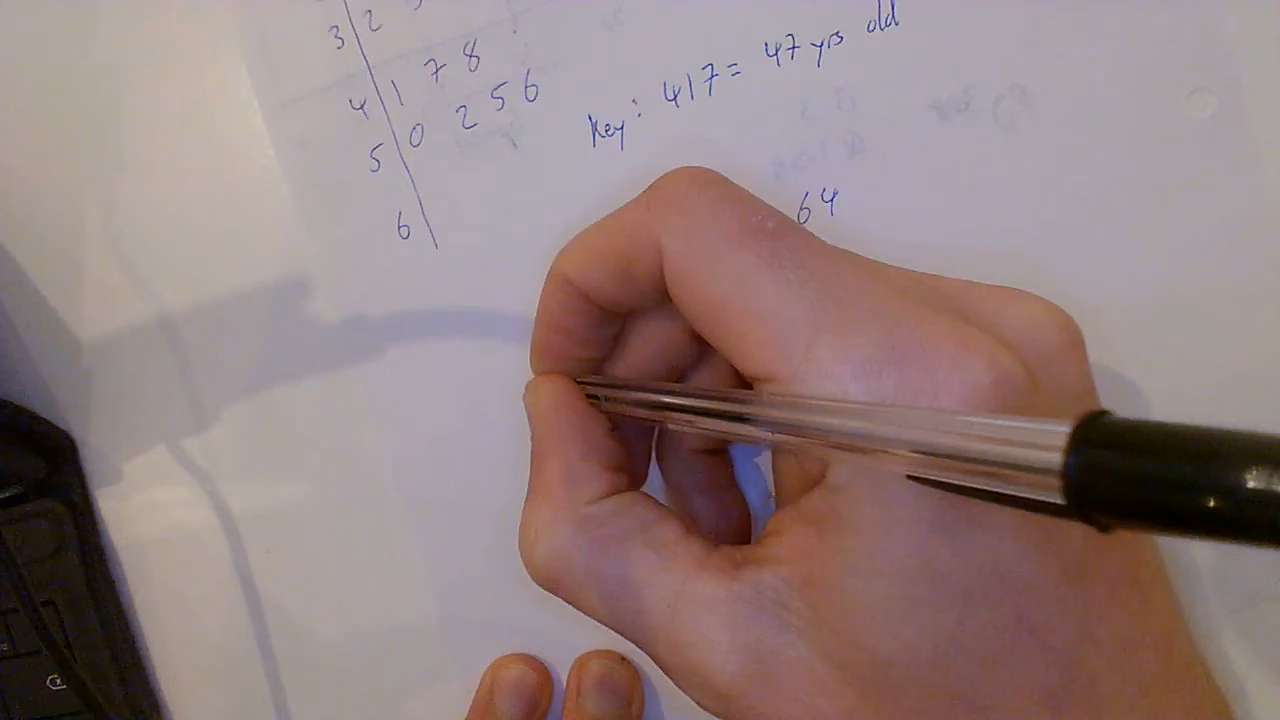 3 | 2
4 | 1 7 8
5 | 0 2 5 6
6 |
Key: 4|7 = 47 yrs old
64